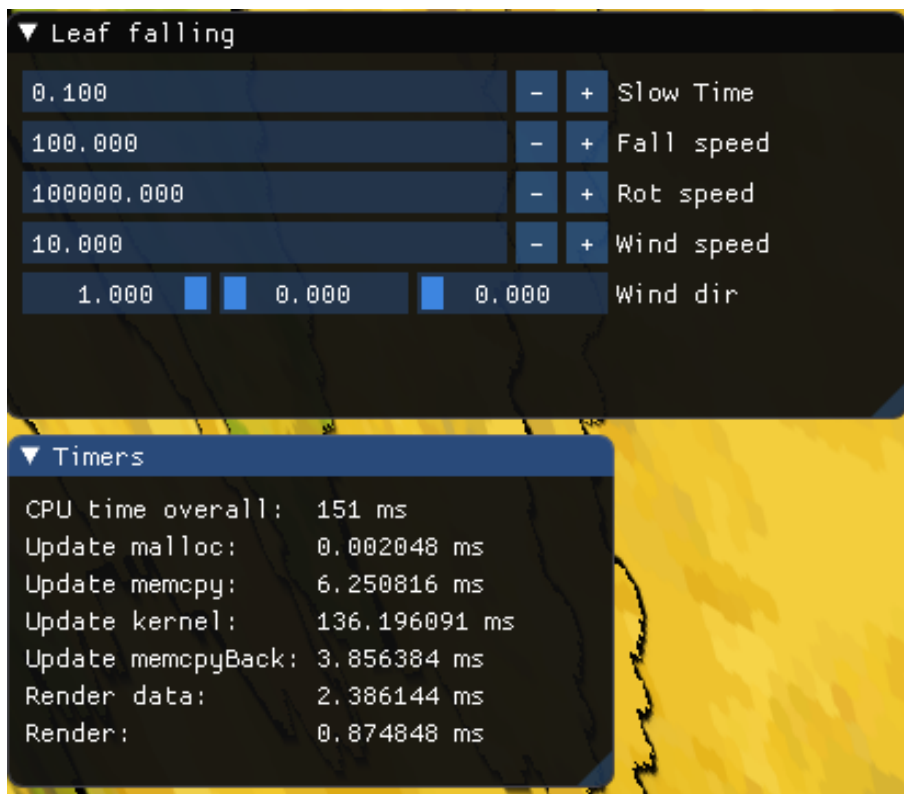 ▼ Leaf falling
0.100 - + Slow Time
100.000 - + Fall speed
100000.000 - + Rot speed
10.000 - + Wind speed
1.000 0.000 0.000 Wind dir
▼ Timers
CPU time overall: 151 ms
Update malloc: 0.002048 ms
Update memcpy: 6.250816 ms
Update kernel: 136.196091 ms
Update memcpyBack: 3.856384 ms
Render data: 2.386144 ms
Render: 0.874848 ms